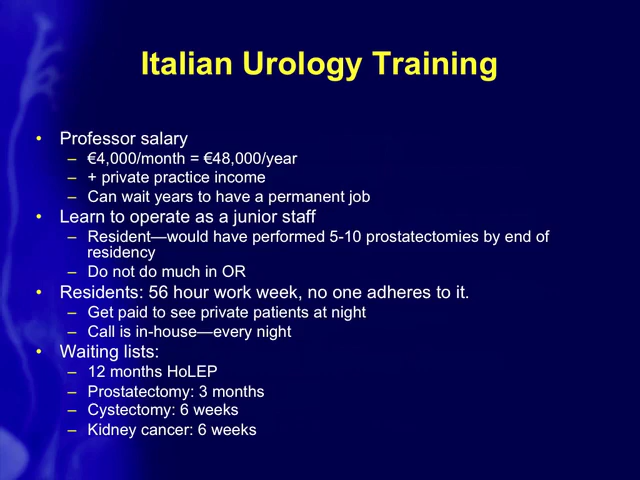 Italian Urology Training
• Professor salary
– €4,000/month = €48,000/year
– + private practice income
– Can wait years to have a permanent job
• Learn to operate as a junior staff
– Resident—would have performed 5-10 prostatectomies by end of
residency
– Do not do much in OR
• Residents: 56 hour work week, no one adheres to it.
– Get paid to see private patients at night
– Call is in-house—every night
• Waiting lists:
– 12 months HoLEP
– Prostatectomy: 3 months
– Cystectomy: 6 weeks
– Kidney cancer: 6 weeks